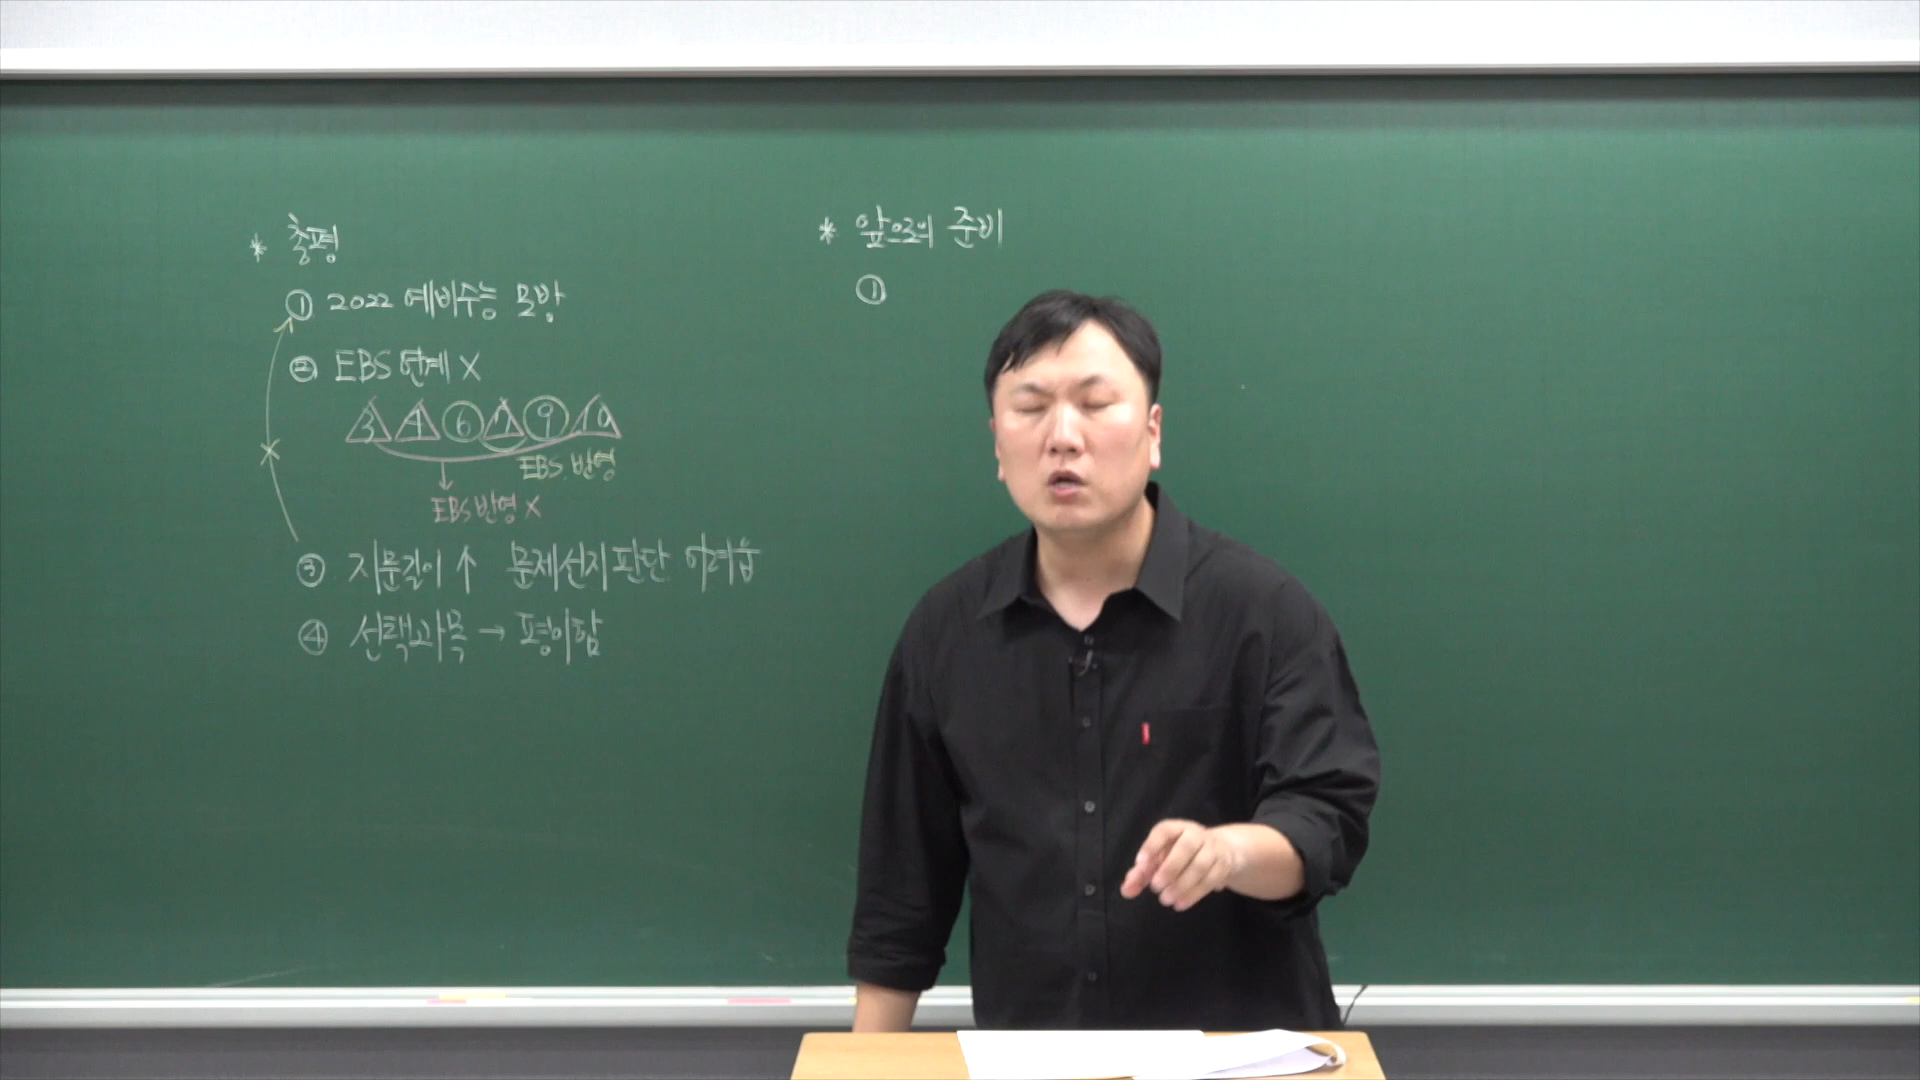 * 총평
① 2022 예비수능 모방
② EBS 연계 X
3 4 6 7 9 10
EBS 반영
EBS 반영 X
③ 지문길이 ↑ 문제선지 판단 어려움
④ 선택과목 → 평이함
* 앞으로의 준비
①